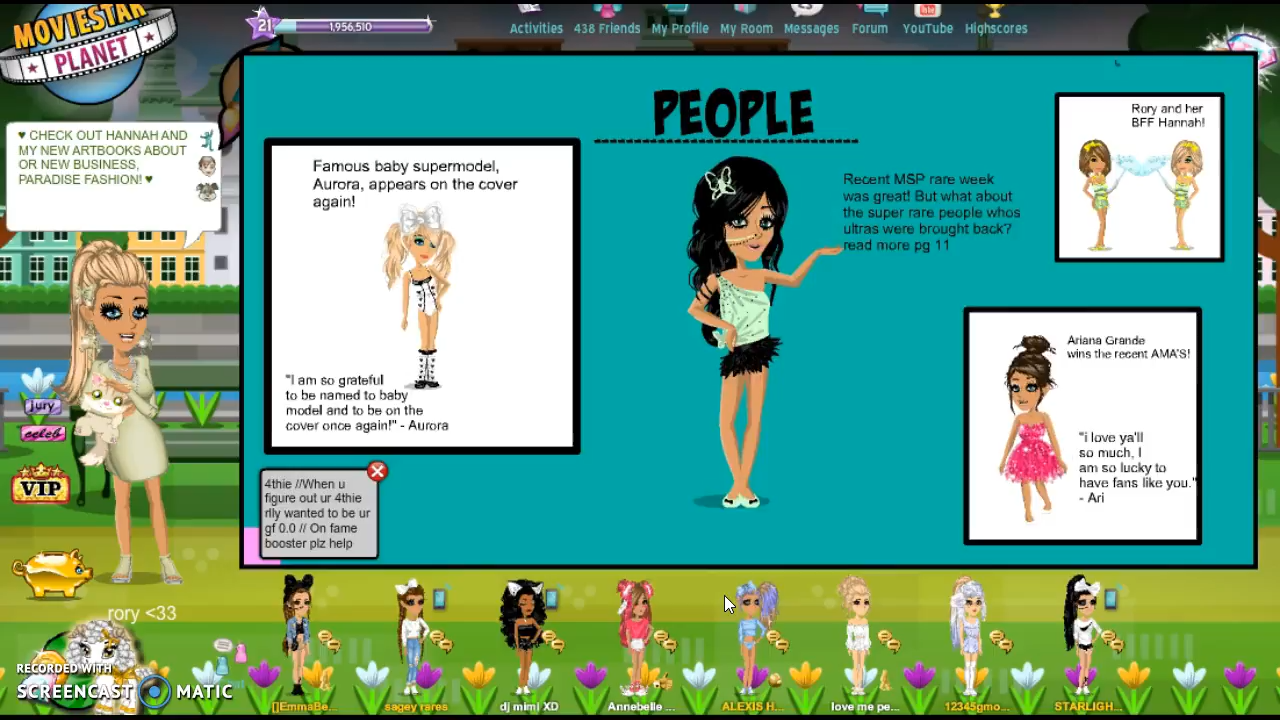 MOVIESTAR
PLANET
21
1,956,510
Activities
438 Friends
My Profile
My Room
Messages
Forum
YouTube
Highscores
♥ CHECK OUT HANNAH AND
MY NEW ARTBOOKS ABOUT
OR NEW BUSINESS,
PARADISE FASHION! ♥
PEOPLE
Famous baby supermodel,
Aurora, appears on the cover
again!
"I am so grateful
to be named to baby
model and to be on the
cover once again!" - Aurora
Recent MSP rare week
was great! But what about
the super rare people whos
ultras were brought back?
read more pg 11
Rory and her
BFF Hannah!
Ariana Grande
wins the recent AMA'S!
"i love ya'll
so much, I
am so lucky to
have fans like you."
- Ari
jury
celeb
VIP
4thie //When u
figure out ur 4thie
rlly wanted to be ur
gf 0.0 // On fame
booster plz help
rory <33
RECORDED WITH
SCREENCAST MATIC
[]EmmaBe...
sagey rares
dj mimi XD
Annebelle ...
ALEXIS H...
love me pe...
12345gmo...
STARLIGH...